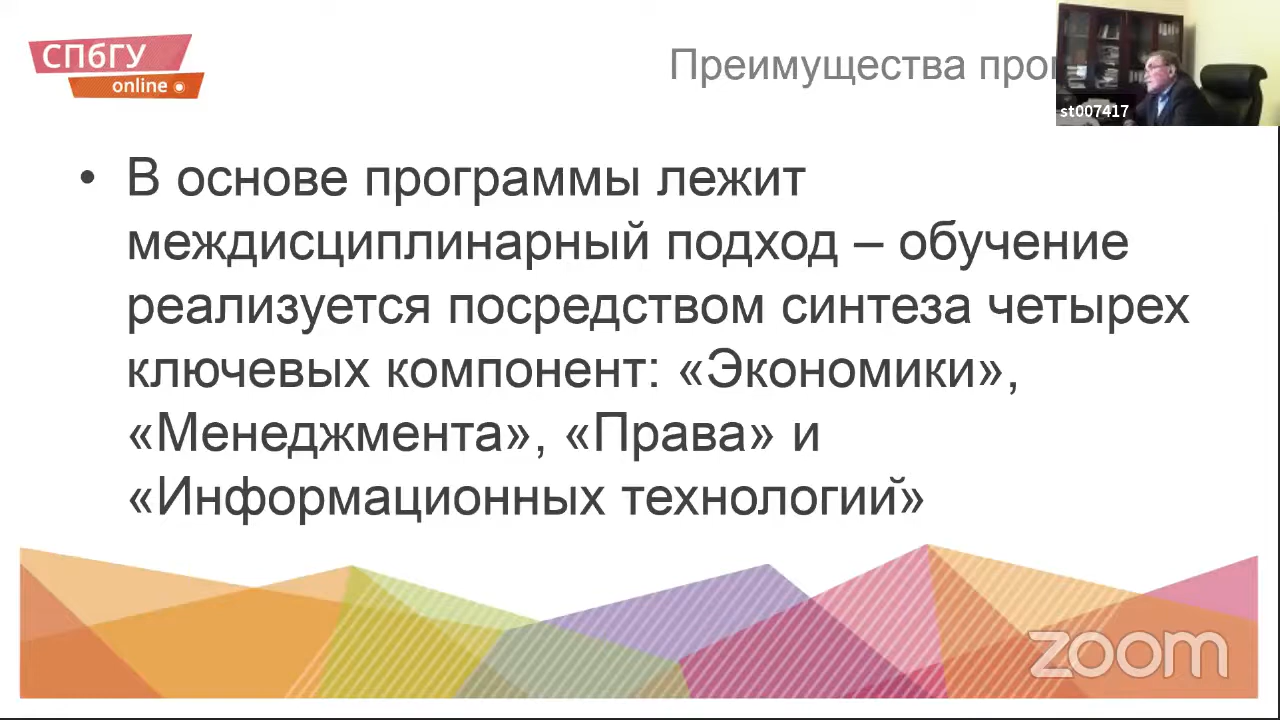 СПбГУ
online
Преимущества
st007417
• В основе программы лежит
междисциплинарный подход – обучение
реализуется посредством синтеза четырех
ключевых компонент: «Экономики»,
«Менеджмента», «Права» и
«Информационных технологий»
zoom